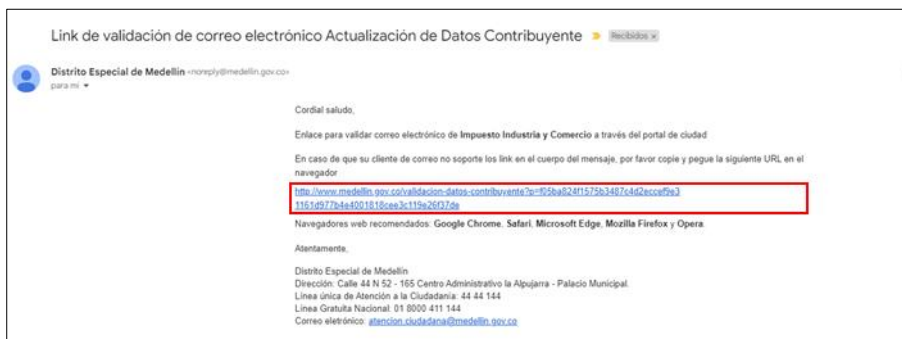 Link de validación de correo electrónico Actualización de Datos Contribuyente Recibidos x
Distrito Especial de Medellín <noreply@medellin.gov.co>
para mí
Cordial saludo,
Enlace para validar correo electrónico de Impuesto Industria y Comercio a través del portal de ciudad
En caso de que su cliente de correo no soporte los link en el cuerpo del mensaje, por favor copie y pegue la siguiente URL en el
navegador
http://www.medellin.gov.co/validacion-datos-contribuyente?p=f05ba824f1575b3487c4d2eccef9e3
1161d977b4e4001818cee3c119e26f37de
Navegadores web recomendados: Google Chrome, Safari, Microsoft Edge, Mozilla Firefox y Opera.
Atentamente,
Distrito Especial de Medellín
Dirección: Calle 44 N 52 - 165 Centro Administrativo la Alpujarra - Palacio Municipal.
Línea única de Atención a la Ciudadanía: 44 44 144
Línea Gratuita Nacional: 01 8000 411 144
Correo eletrónico: atencion.ciudadana@medellin.gov.co